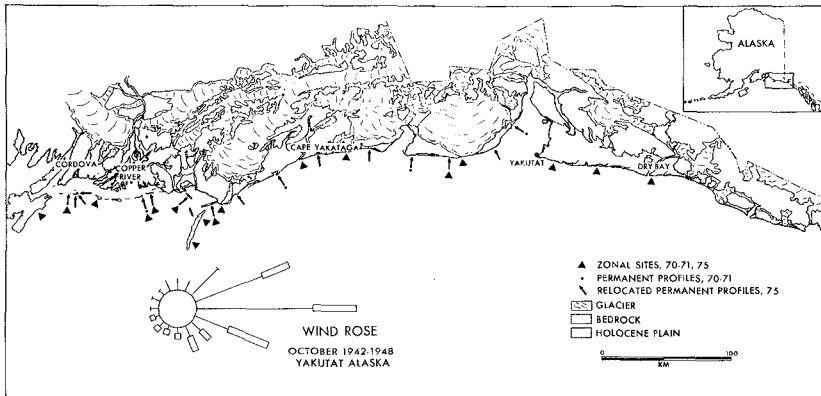 ALASKA
CORDOVA
COPPER
RIVER
CAPE YAKATAGA
YAKUTAT
DRY BAY
WIND ROSE
OCTOBER 1942-1948
YAKUTAT ALASKA
ZONAL SITES, 70-71, 75
PERMANENT PROFILES, 70-71
RELOCATED PERMANENT PROFILES, 75
GLACIER
BEDROCK
HOLOCENE PLAIN
0 100
KM